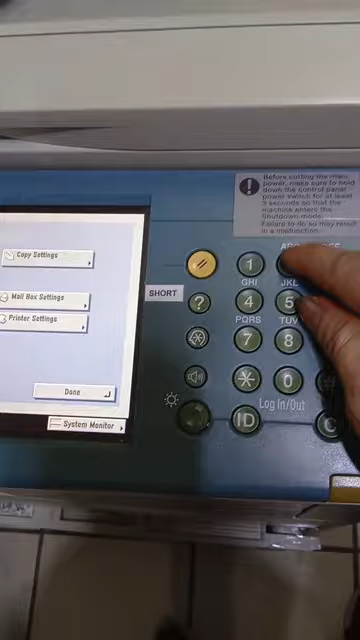 Before cutting the main
power, make sure to hold
down the control panel
power switch for at least
3 seconds so that the
machine enters the
Shutdown mode.
Failure to do so may result
in a malfunction.
Copy Settings
Mail Box Settings
Printer Settings
Done
System Monitor
SHORT
?
ABC
1
GHI
JKL
4
5
PQRS
TUV
7
8
0
Log In/Out
ID
C